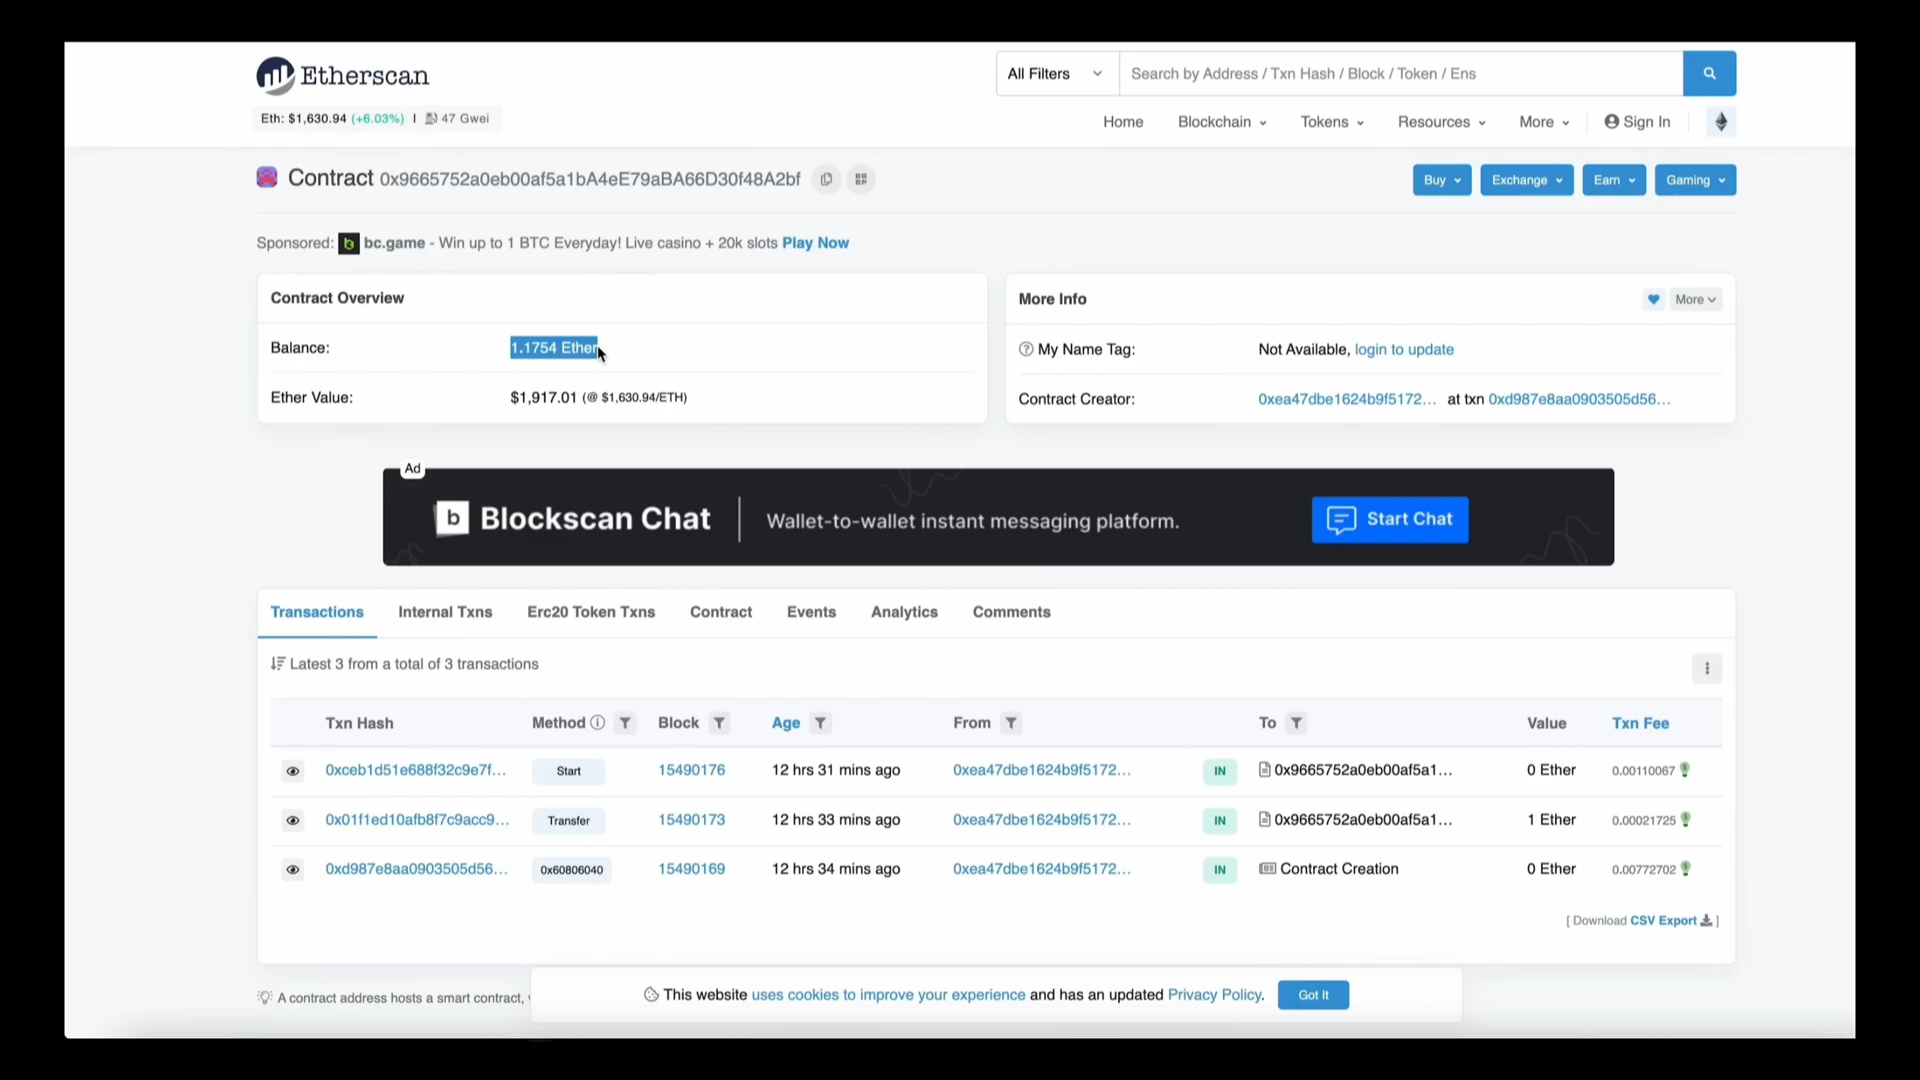 Etherscan
All Filters
Search by Address / Txn Hash / Block / Token / Ens
Eth: $1,630.94 (+6.03%) | 47 Gwei
Home Blockchain Tokens Resources More Sign In
Contract 0x9665752a0eb00af5a1bA4eE79aBA66D30f48A2bf
Buy Exchange Earn Gaming
Sponsored: bc.game - Win up to 1 BTC Everyday! Live casino + 20k slots Play Now
Contract Overview
Balance: 1.1754 Ether
Ether Value: $1,917.01 (@ $1,630.94/ETH)
More Info
More
My Name Tag: Not Available, login to update
Contract Creator: 0xea47dbe1624b9f5172... at txn 0xd987e8aa0903505d56...
Ad
b Blockscan Chat Wallet-to-wallet instant messaging platform. Start Chat
Transactions Internal Txns Erc20 Token Txns Contract Events Analytics Comments
Latest 3 from a total of 3 transactions
Txn Hash Method Block Age From To Value Txn Fee
0xceb1d51e688f32c9e7f... Start 15490176 12 hrs 31 mins ago 0xea47dbe1624b9f5172... IN 0x9665752a0eb00af5a1... 0 Ether 0.00110067
0x01f1ed10afb8f7c9acc9... Transfer 15490173 12 hrs 33 mins ago 0xea47dbe1624b9f5172... IN 0x9665752a0eb00af5a1... 1 Ether 0.00021725
0xd987e8aa0903505d56... 0x60806040 15490169 12 hrs 34 mins ago 0xea47dbe1624b9f5172... IN Contract Creation 0 Ether 0.00772702
[ Download CSV Export ]
A contract address hosts a smart contract,
This website uses cookies to improve your experience and has an updated Privacy Policy. Got It